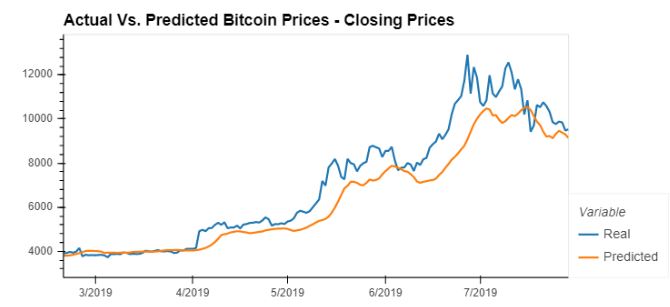 Actual Vs. Predicted Bitcoin Prices - Closing Prices
12000
10000
8000
6000
4000
3/2019 4/2019 5/2019 6/2019 7/2019
Variable
Real
Predicted